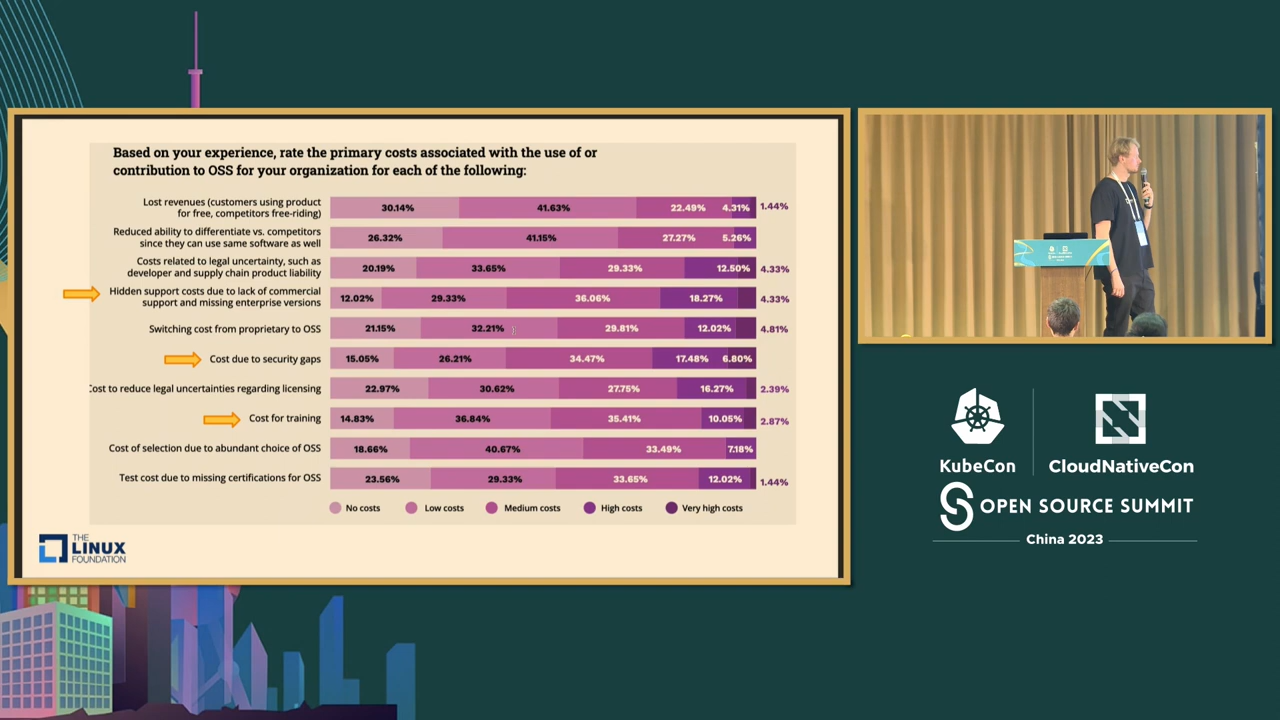 Based on your experience, rate the primary costs associated with the use of or
contribution to OSS for your organization for each of the following:
Lost revenues (customers using product
for free, competitors free-riding)
30.14% 41.63% 22.49% 4.31% 1.44%
Reduced ability to differentiate vs. competitors
since they can use same software as well
26.32% 41.15% 27.27% 5.26%
Costs related to legal uncertainty, such as
developer and supply chain product liability
20.19% 33.65% 29.33% 12.50% 4.33%
Hidden support costs due to lack of commercial
support and missing enterprise versions
12.02% 29.33% 36.06% 18.27% 4.33%
Switching cost from proprietary to OSS
21.15% 32.21% 29.81% 12.02% 4.81%
Cost due to security gaps
15.05% 26.21% 34.47% 17.48% 6.80%
Cost to reduce legal uncertainties regarding licensing
22.97% 30.62% 27.75% 16.27% 2.39%
Cost for training
14.83% 36.84% 35.41% 10.05% 2.87%
Cost of selection due to abundant choice of OSS
18.66% 40.67% 33.49% 7.18%
Test cost due to missing certifications for OSS
23.56% 29.33% 33.65% 12.02% 1.44%
No costs Low costs Medium costs High costs Very high costs
THE
LINUX
FOUNDATION
KubeCon CloudNativeCon
OPEN SOURCE SUMMIT
China 2023